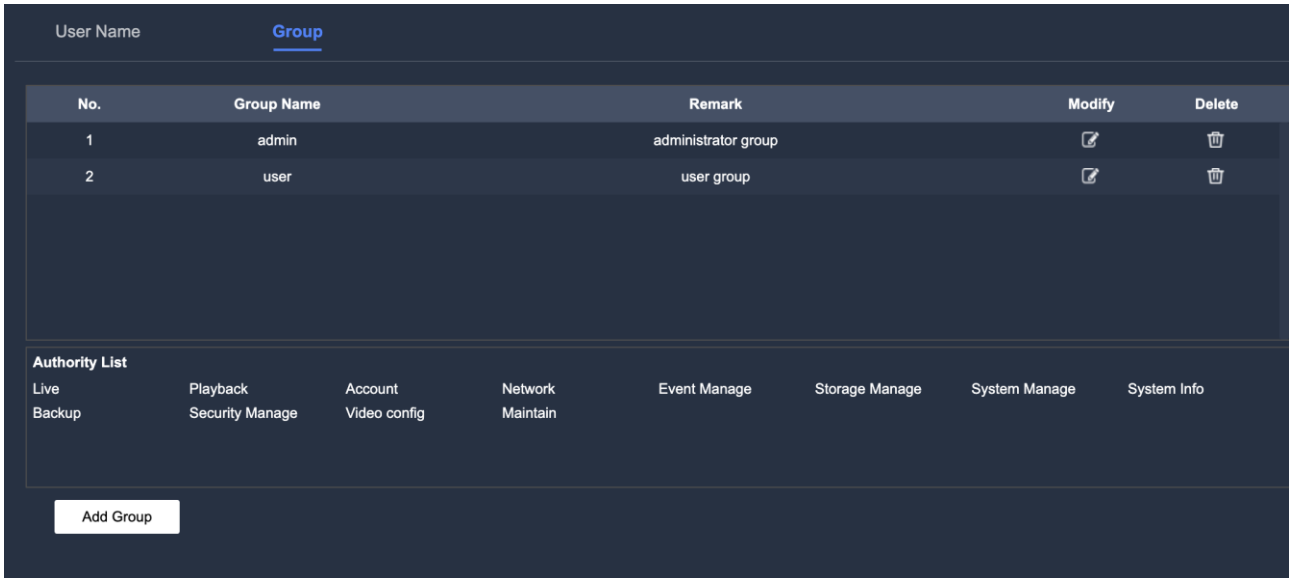 User Name Group
No. Group Name Remark Modify Delete
1 admin administrator group
2 user user group
Authority List
Live Playback Account Network Event Manage Storage Manage System Manage System Info
Backup Security Manage Video config Maintain
Add Group